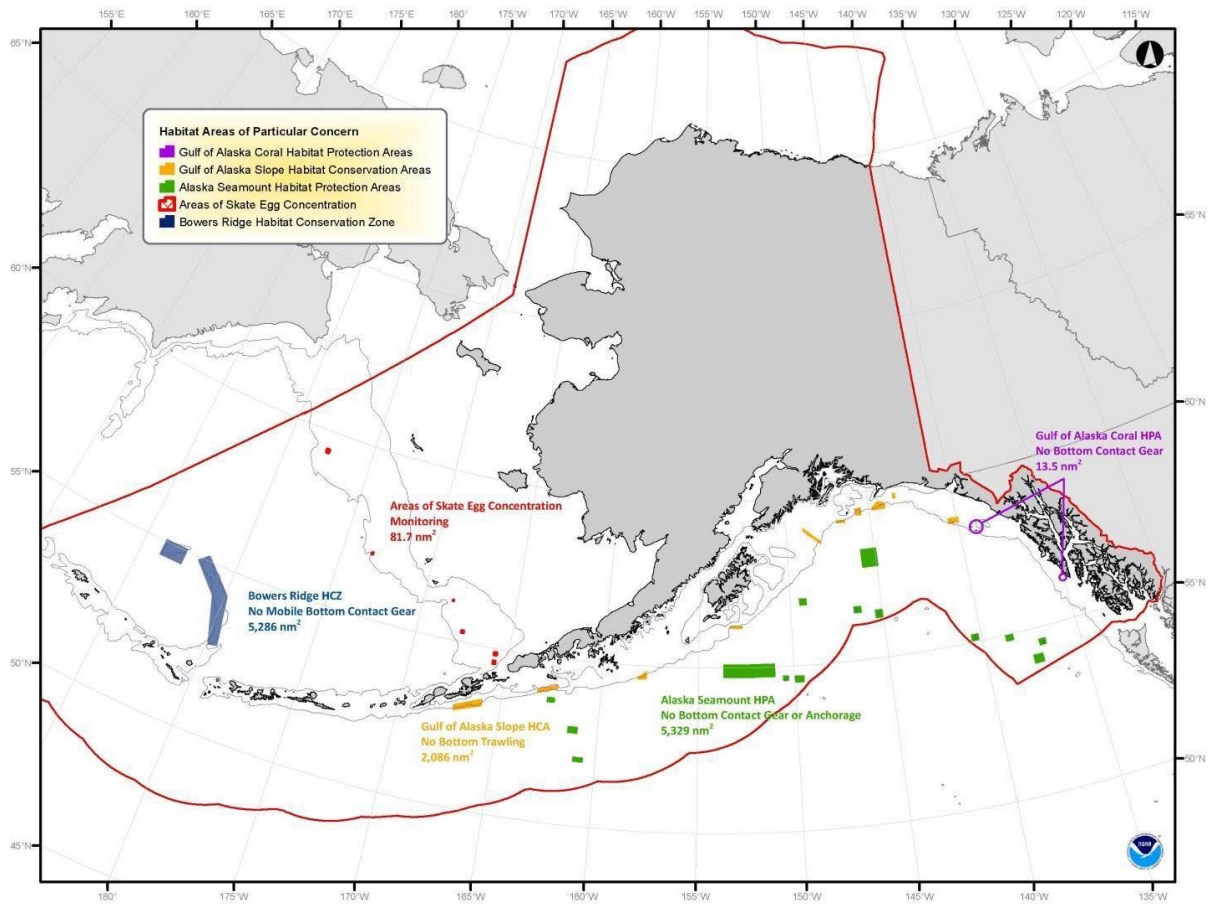 155°E 160°E 165°E 170°E 175°E 180° 175°W 170°W 165°W 160°W 155°W 150°W 145°W 140°W 135°W 130°W 125°W 120°W 115°W
65°N
60°N
55°N
50°N
45°N
65°N
60°N
55°N
50°N
Habitat Areas of Particular Concern
Gulf of Alaska Coral Habitat Protection Areas
Gulf of Alaska Slope Habitat Conservation Areas
Alaska Seamount Habitat Protection Areas
Areas of Skate Egg Concentration
Bowers Ridge Habitat Conservation Zone
Gulf of Alaska Coral HPA
No Bottom Contact Gear
13.5 nm²
Areas of Skate Egg Concentration
Monitoring
81.7 nm²
Bowers Ridge HCZ
No Mobile Bottom Contact Gear
5,286 nm²
Gulf of Alaska Slope HCA
No Bottom Trawling
2,086 nm²
Alaska Seamount HPA
No Bottom Contact Gear or Anchorage
5,329 nm²
NOAA
180° 175°W 170°W 165°W 160°W 155°W 150°W 145°W 140°W 135°W